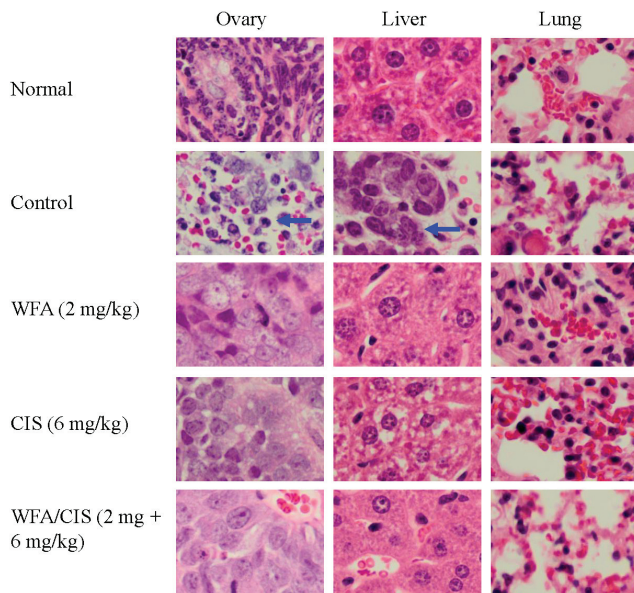 Ovary Liver Lung
Normal
Control
WFA (2 mg/kg)
CIS (6 mg/kg)
WFA/CIS (2 mg +
6 mg/kg)